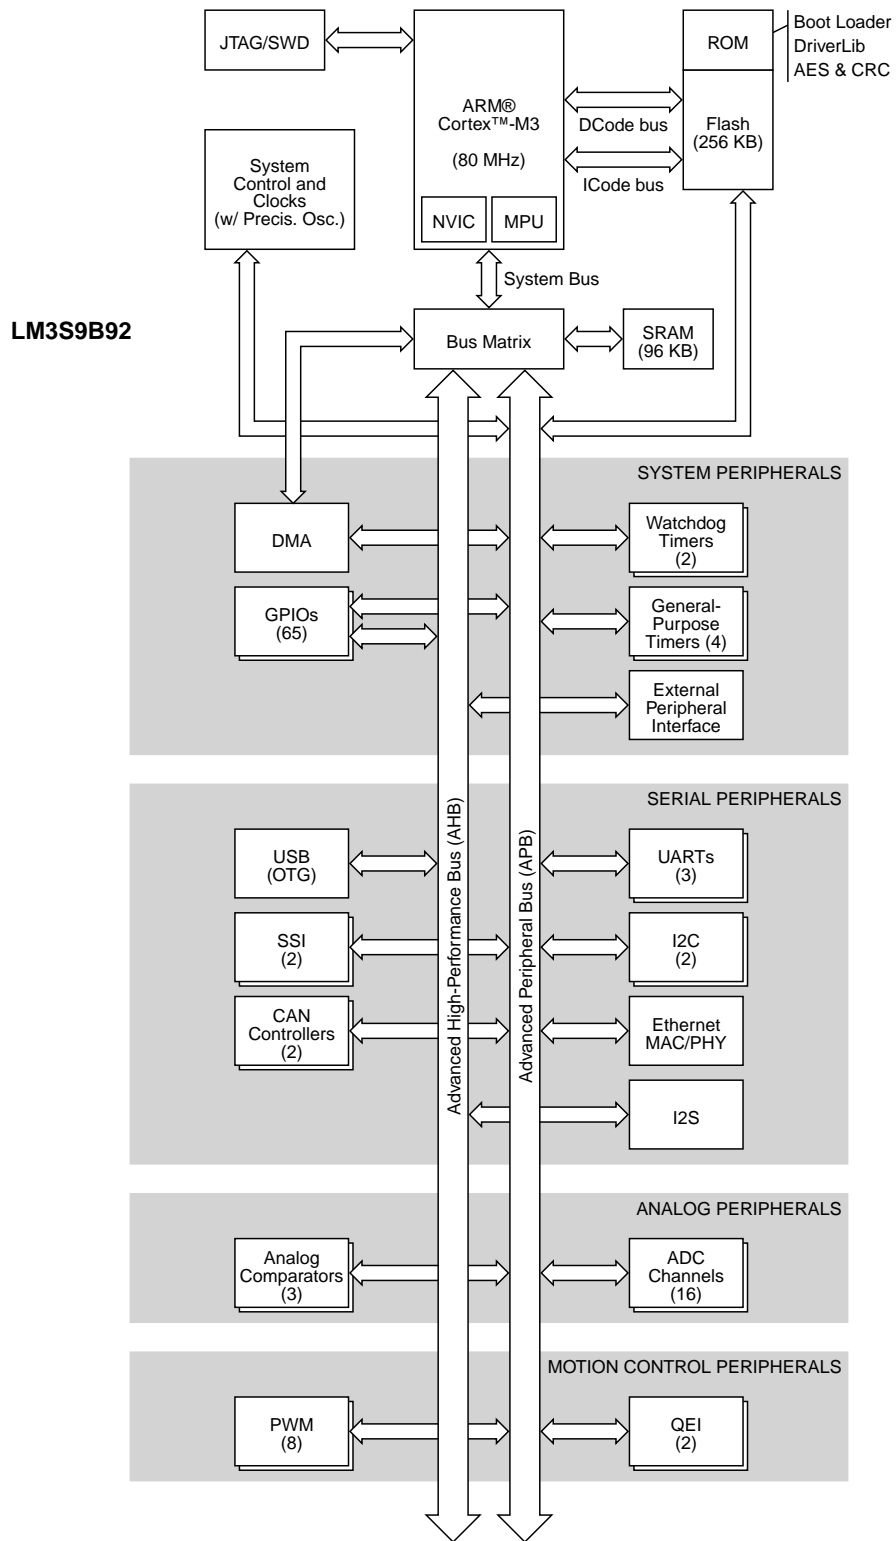 JTAG/SWD
ARM®
Cortex™-M3
(80 MHz)
NVIC
MPU
ROM
Flash
(256 KB)
Boot Loader
DriverLib
AES & CRC
DCode bus
ICode bus
System
Control and
Clocks
(w/ Precis. Osc.)
System Bus
LM3S9B92
Bus Matrix
SRAM
(96 KB)
SYSTEM PERIPHERALS
DMA
Watchdog
Timers
(2)
GPIOs
(65)
General-
Purpose
Timers (4)
External
Peripheral
Interface
Advanced High-Performance Bus (AHB)
Advanced Peripheral Bus (APB)
SERIAL PERIPHERALS
USB
(OTG)
UARTs
(3)
SSI
(2)
I2C
(2)
CAN
Controllers
(2)
Ethernet
MAC/PHY
I2S
ANALOG PERIPHERALS
Analog
Comparators
(3)
ADC
Channels
(16)
MOTION CONTROL PERIPHERALS
PWM
(8)
QEI
(2)